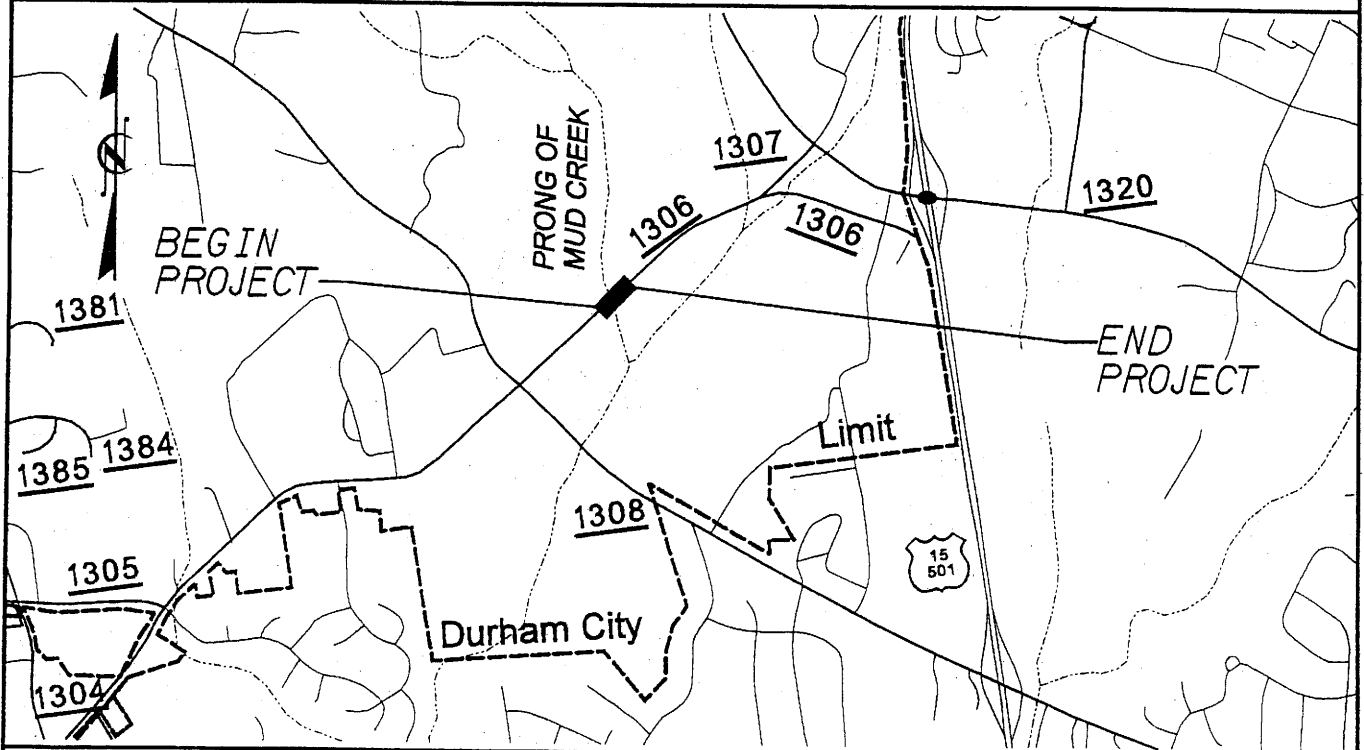 1307
1320
PRONG OF
MUD CREEK
1306
1306
BEGIN
PROJECT
1381
END
PROJECT
Limit
1385
1384
1308
15
501
1305
Durham City
1304